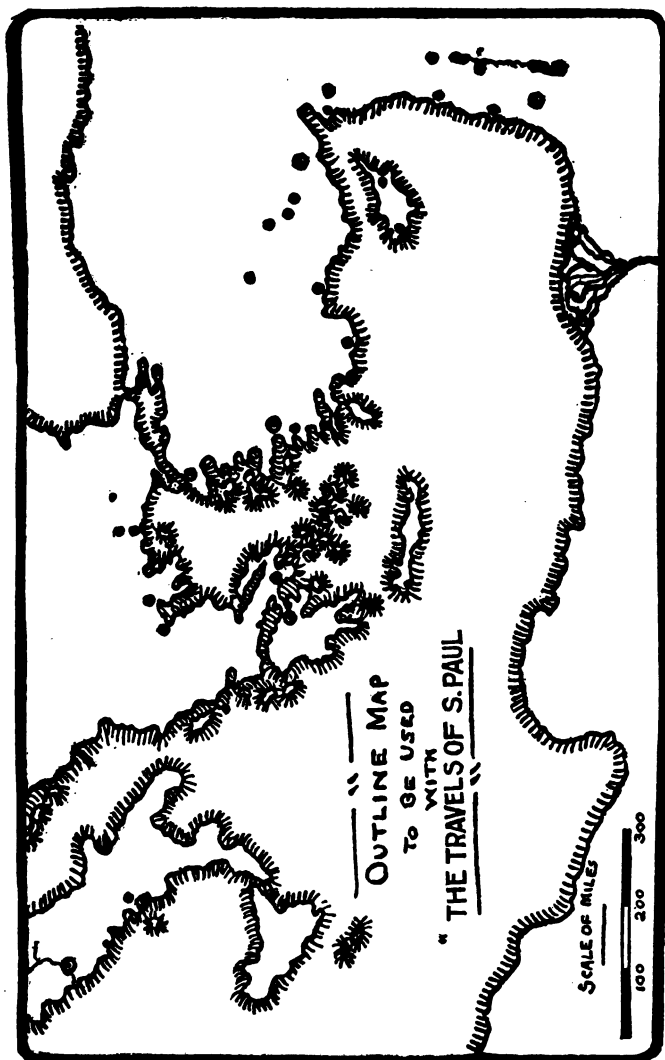 OUTLINE MAP
TO BE USED
WITH
"THE TRAVELS OF S. PAUL
SCALE OF MILES
100 200 300